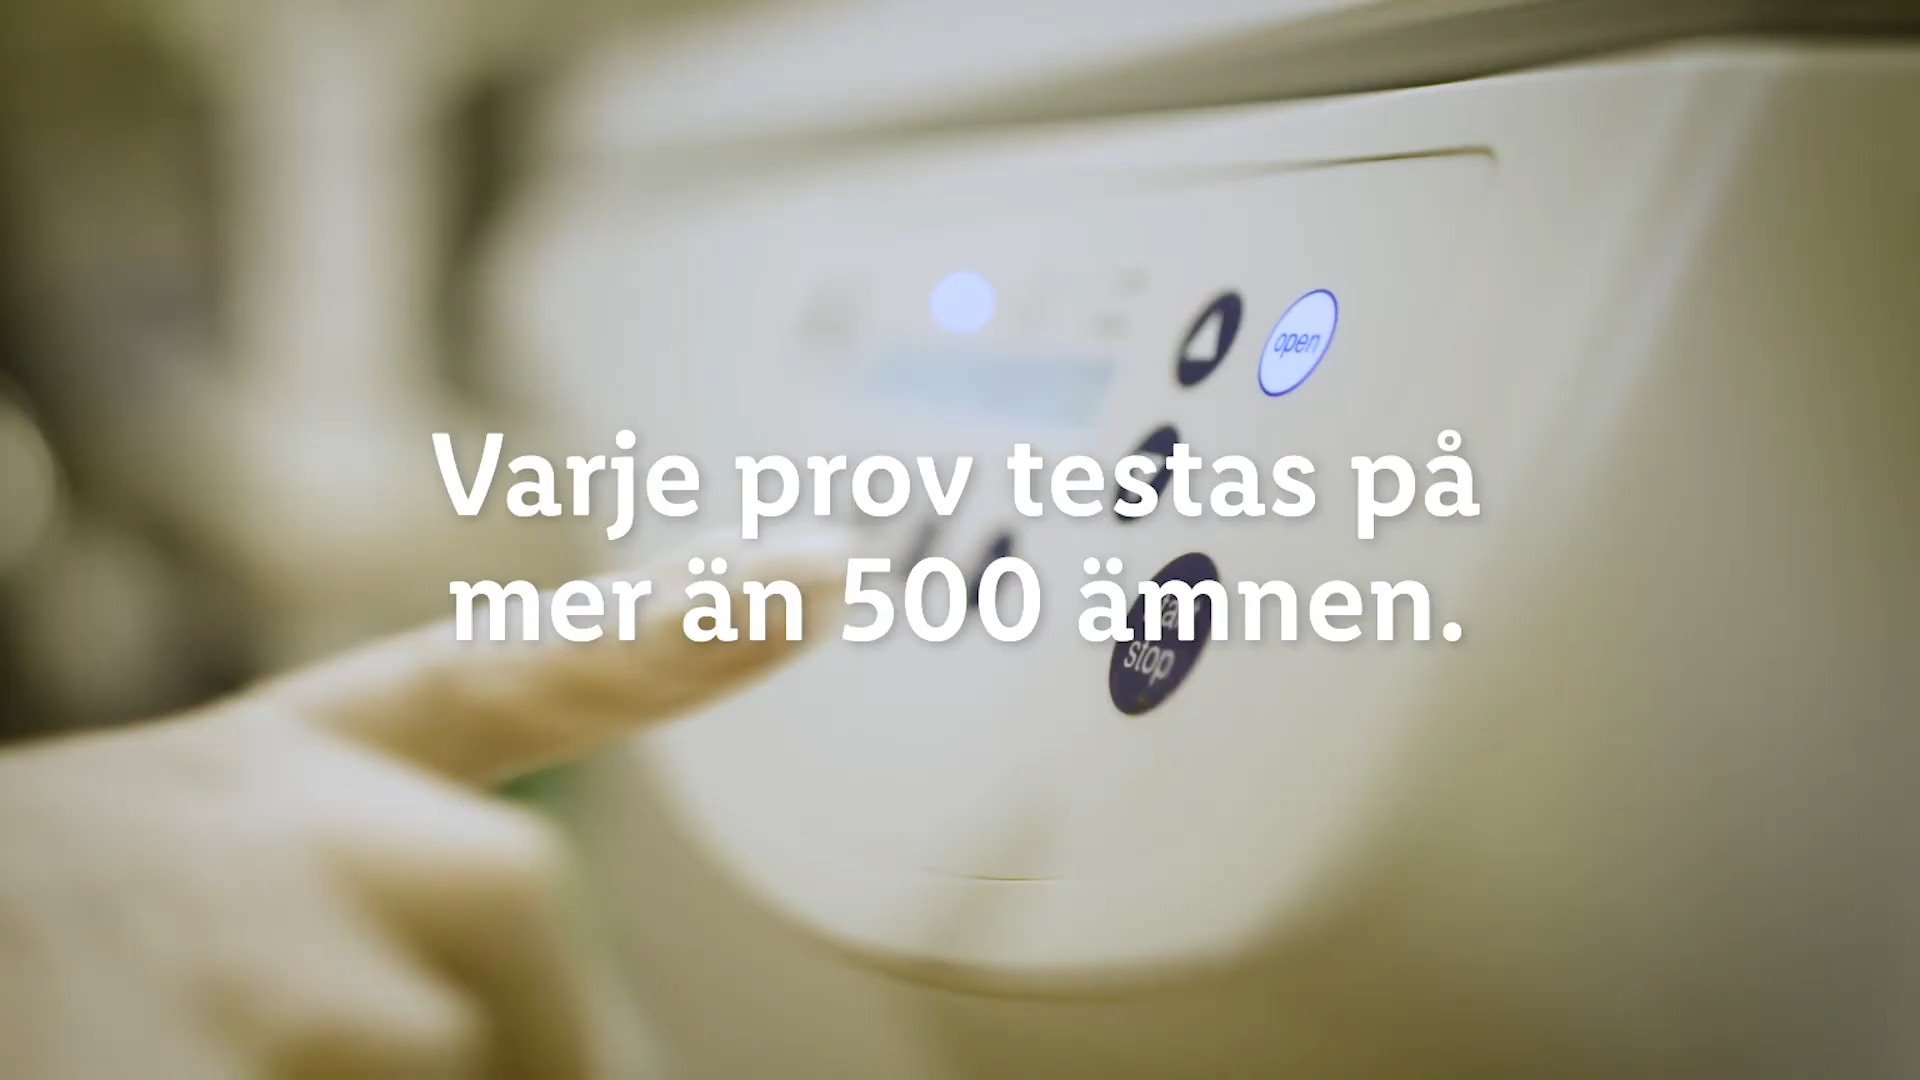 open
Varje prov testas på
mer än 500 ämnen.
stop